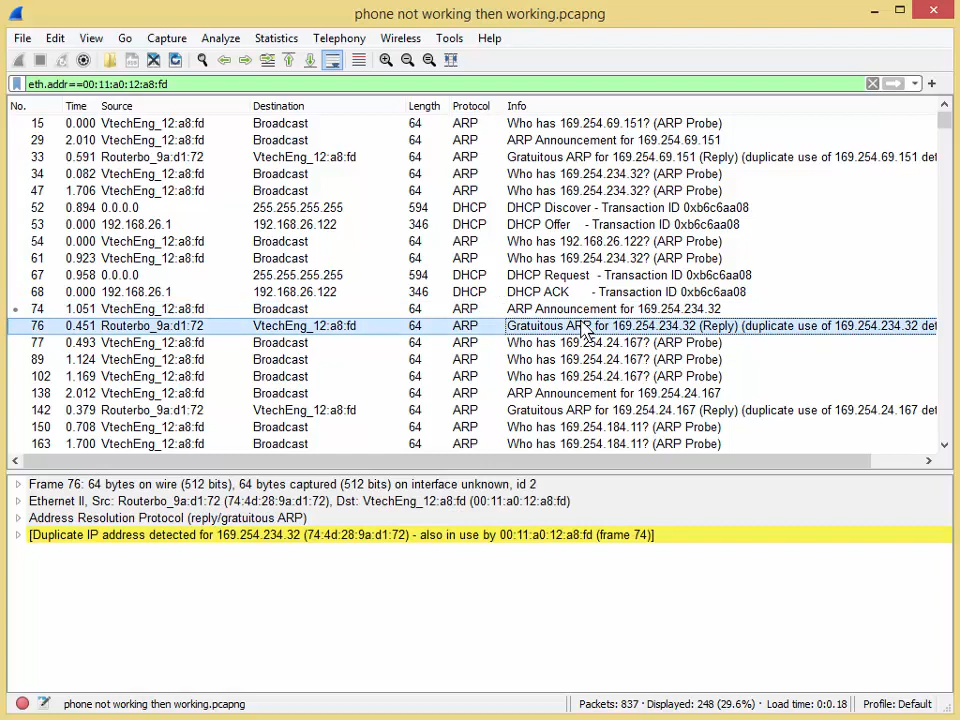 phone not working then working.pcapng
File Edit View Go Capture Analyze Statistics Telephony Wireless Tools Help
eth.addr==00:11:a0:12:a8:fd
No. Time Source Destination Length Protocol Info
15 0.000 VtechEng_12:a8:fd Broadcast 64 ARP Who has 169.254.69.151? (ARP Probe)
29 2.010 VtechEng_12:a8:fd Broadcast 64 ARP ARP Announcement for 169.254.69.151
33 0.591 Routerbo_9a:d1:72 VtechEng_12:a8:fd 64 ARP Gratuitous ARP for 169.254.69.151 (Reply) (duplicate use of 169.254.69.151 det
34 0.082 VtechEng_12:a8:fd Broadcast 64 ARP Who has 169.254.234.32? (ARP Probe)
47 1.706 VtechEng_12:a8:fd Broadcast 64 ARP Who has 169.254.234.32? (ARP Probe)
52 0.894 0.0.0.0 255.255.255.255 594 DHCP DHCP Discover - Transaction ID 0xb6c6aa08
53 0.000 192.168.26.1 192.168.26.122 346 DHCP DHCP Offer - Transaction ID 0xb6c6aa08
54 0.000 VtechEng_12:a8:fd Broadcast 64 ARP Who has 192.168.26.122? (ARP Probe)
61 0.923 VtechEng_12:a8:fd Broadcast 64 ARP Who has 169.254.234.32? (ARP Probe)
67 0.958 0.0.0.0 255.255.255.255 594 DHCP DHCP Request - Transaction ID 0xb6c6aa08
68 0.000 192.168.26.1 192.168.26.122 346 DHCP DHCP ACK - Transaction ID 0xb6c6aa08
74 1.051 VtechEng_12:a8:fd Broadcast 64 ARP ARP Announcement for 169.254.234.32
76 0.451 Routerbo_9a:d1:72 VtechEng_12:a8:fd 64 ARP Gratuitous ARP for 169.254.234.32 (Reply) (duplicate use of 169.254.234.32 det
77 0.493 VtechEng_12:a8:fd Broadcast 64 ARP Who has 169.254.24.167? (ARP Probe)
89 1.124 VtechEng_12:a8:fd Broadcast 64 ARP Who has 169.254.24.167? (ARP Probe)
102 1.169 VtechEng_12:a8:fd Broadcast 64 ARP Who has 169.254.24.167? (ARP Probe)
138 2.012 VtechEng_12:a8:fd Broadcast 64 ARP ARP Announcement for 169.254.24.167
142 0.379 Routerbo_9a:d1:72 VtechEng_12:a8:fd 64 ARP Gratuitous ARP for 169.254.24.167 (Reply) (duplicate use of 169.254.24.167 det
150 0.708 VtechEng_12:a8:fd Broadcast 64 ARP Who has 169.254.184.11? (ARP Probe)
163 1.700 VtechEng_12:a8:fd Broadcast 64 ARP Who has 169.254.184.11? (ARP Probe)
Frame 76: 64 bytes on wire (512 bits), 64 bytes captured (512 bits) on interface unknown, id 2
Ethernet II, Src: Routerbo_9a:d1:72 (74:4d:28:9a:d1:72), Dst: VtechEng_12:a8:fd (00:11:a0:12:a8:fd)
Address Resolution Protocol (reply/gratuitous ARP)
[Duplicate IP address detected for 169.254.234.32 (74:4d:28:9a:d1:72) - also in use by 00:11:a0:12:a8:fd (frame 74)]
phone not working then working.pcapng Packets: 837 · Displayed: 248 (29.6%) · Load time: 0:0.18 Profile: Default